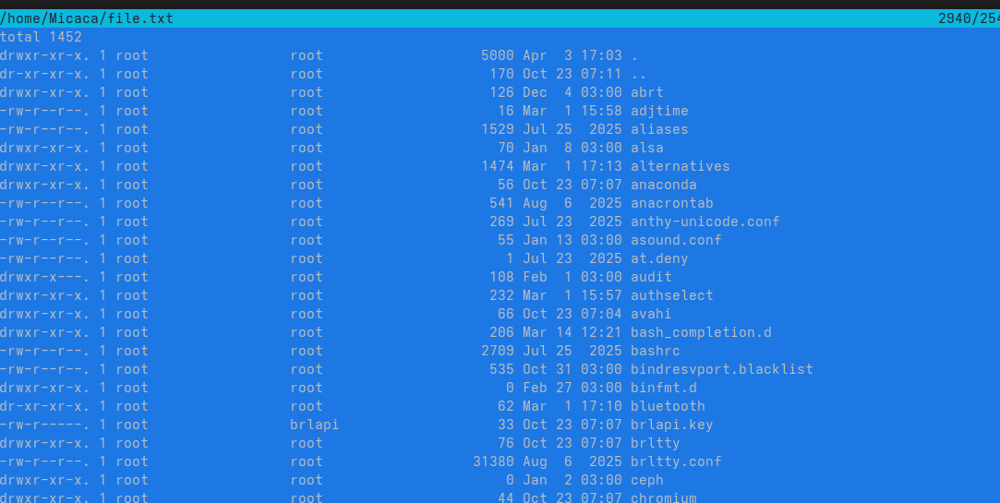 /home/Micaca/file.txt 2940/254
total 1452
drwxr-xr-x. 1 root root 5000 Apr 3 17:03 .
dr-xr-xr-x. 1 root root 170 Oct 23 07:11 ..
drwxr-xr-x. 1 root root 126 Dec 4 03:00 abrt
-rw-r--r--. 1 root root 16 Mar 1 15:58 adjtime
-rw-r--r--. 1 root root 1529 Jul 25 2025 aliases
drwxr-xr-x. 1 root root 70 Jan 8 03:00 alsa
drwxr-xr-x. 1 root root 1474 Mar 1 17:13 alternatives
drwxr-xr-x. 1 root root 56 Oct 23 07:07 anaconda
-rw-r--r--. 1 root root 541 Aug 6 2025 anacrontab
-rw-r--r--. 1 root root 269 Jul 23 2025 anthy-unicode.conf
-rw-r--r--. 1 root root 55 Jan 13 03:00 asound.conf
-rw-r--r--. 1 root root 1 Jul 23 2025 at.deny
drwxr-x---. 1 root root 108 Feb 1 03:00 audit
drwxr-xr-x. 1 root root 232 Mar 1 15:57 authselect
drwxr-xr-x. 1 root root 66 Oct 23 07:04 avahi
drwxr-xr-x. 1 root root 206 Mar 14 12:21 bash_completion.d
-rw-r--r--. 1 root root 2709 Jul 25 2025 bashrc
-rw-r--r--. 1 root root 535 Oct 31 03:00 bindresvport.blacklist
drwxr-xr-x. 1 root root 0 Feb 27 03:00 binfmt.d
dr-xr-xr-x. 1 root root 62 Mar 1 17:10 bluetooth
-rw-r-----. 1 root brlapi 33 Oct 23 07:07 brlapi.key
drwxr-xr-x. 1 root root 76 Oct 23 07:07 brltty
-rw-r--r--. 1 root root 31380 Aug 6 2025 brltty.conf
drwxr-xr-x. 1 root root 0 Jan 2 03:00 ceph
drwxr-xr-x. 1 root root 44 Oct 23 07:07 chromium